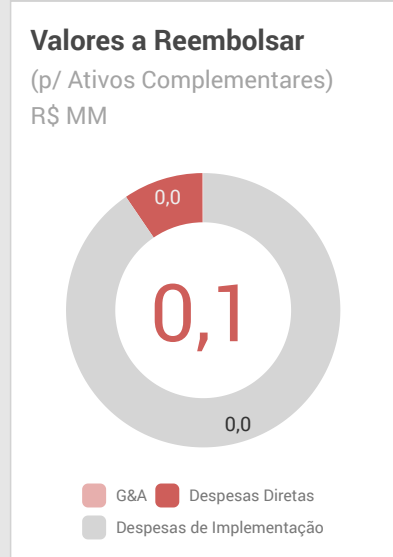 Valores a Reembolsar
(p/ Ativos Complementares)
R$ MM
0,0
0,1
0,0
G&A Despesas Diretas
Despesas de Implementação